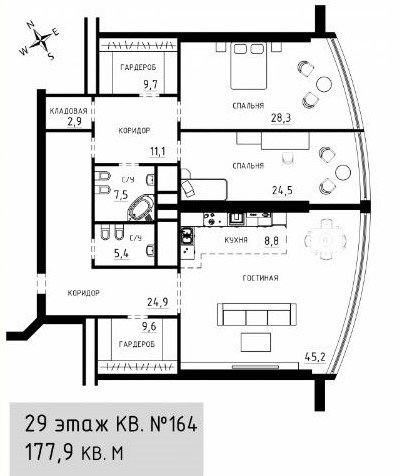 N
E
W
S
ГАРДЕРОБ
9,7
СПАЛЬНЯ
28,3
КЛАДОВАЯ
2,9
КОРИДОР
11,1
СПАЛЬНЯ
24,5
С/У
7,5
С/У
5,4
КУХНЯ
8,8
ГОСТИНАЯ
КОРИДОР
24,9
9,6
ГАРДЕРОБ
45,2
29 этаж КВ. №164
177,9 КВ. М